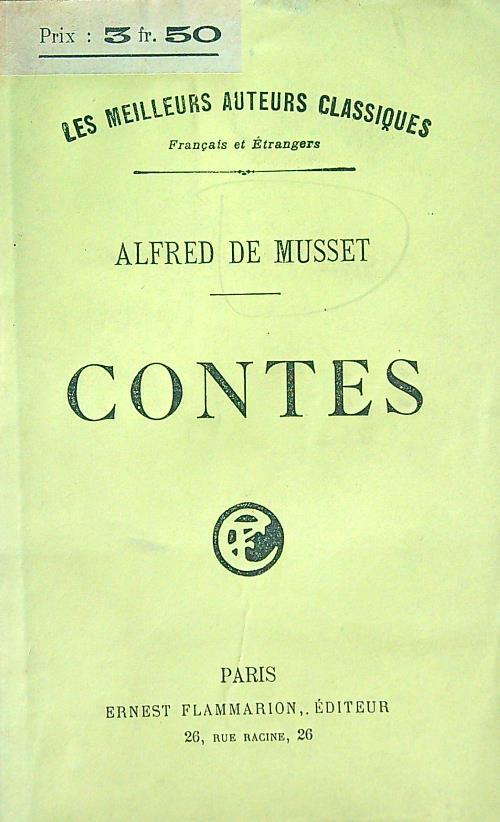 Prix : 3 fr. 50
LES MEILLEURS AUTEURS CLASSIQUES
Français et Étrangers
ALFRED DE MUSSET
CONTES
PARIS
ERNEST FLAMMARION,. ÉDITEUR
26, RUE RACINE, 26